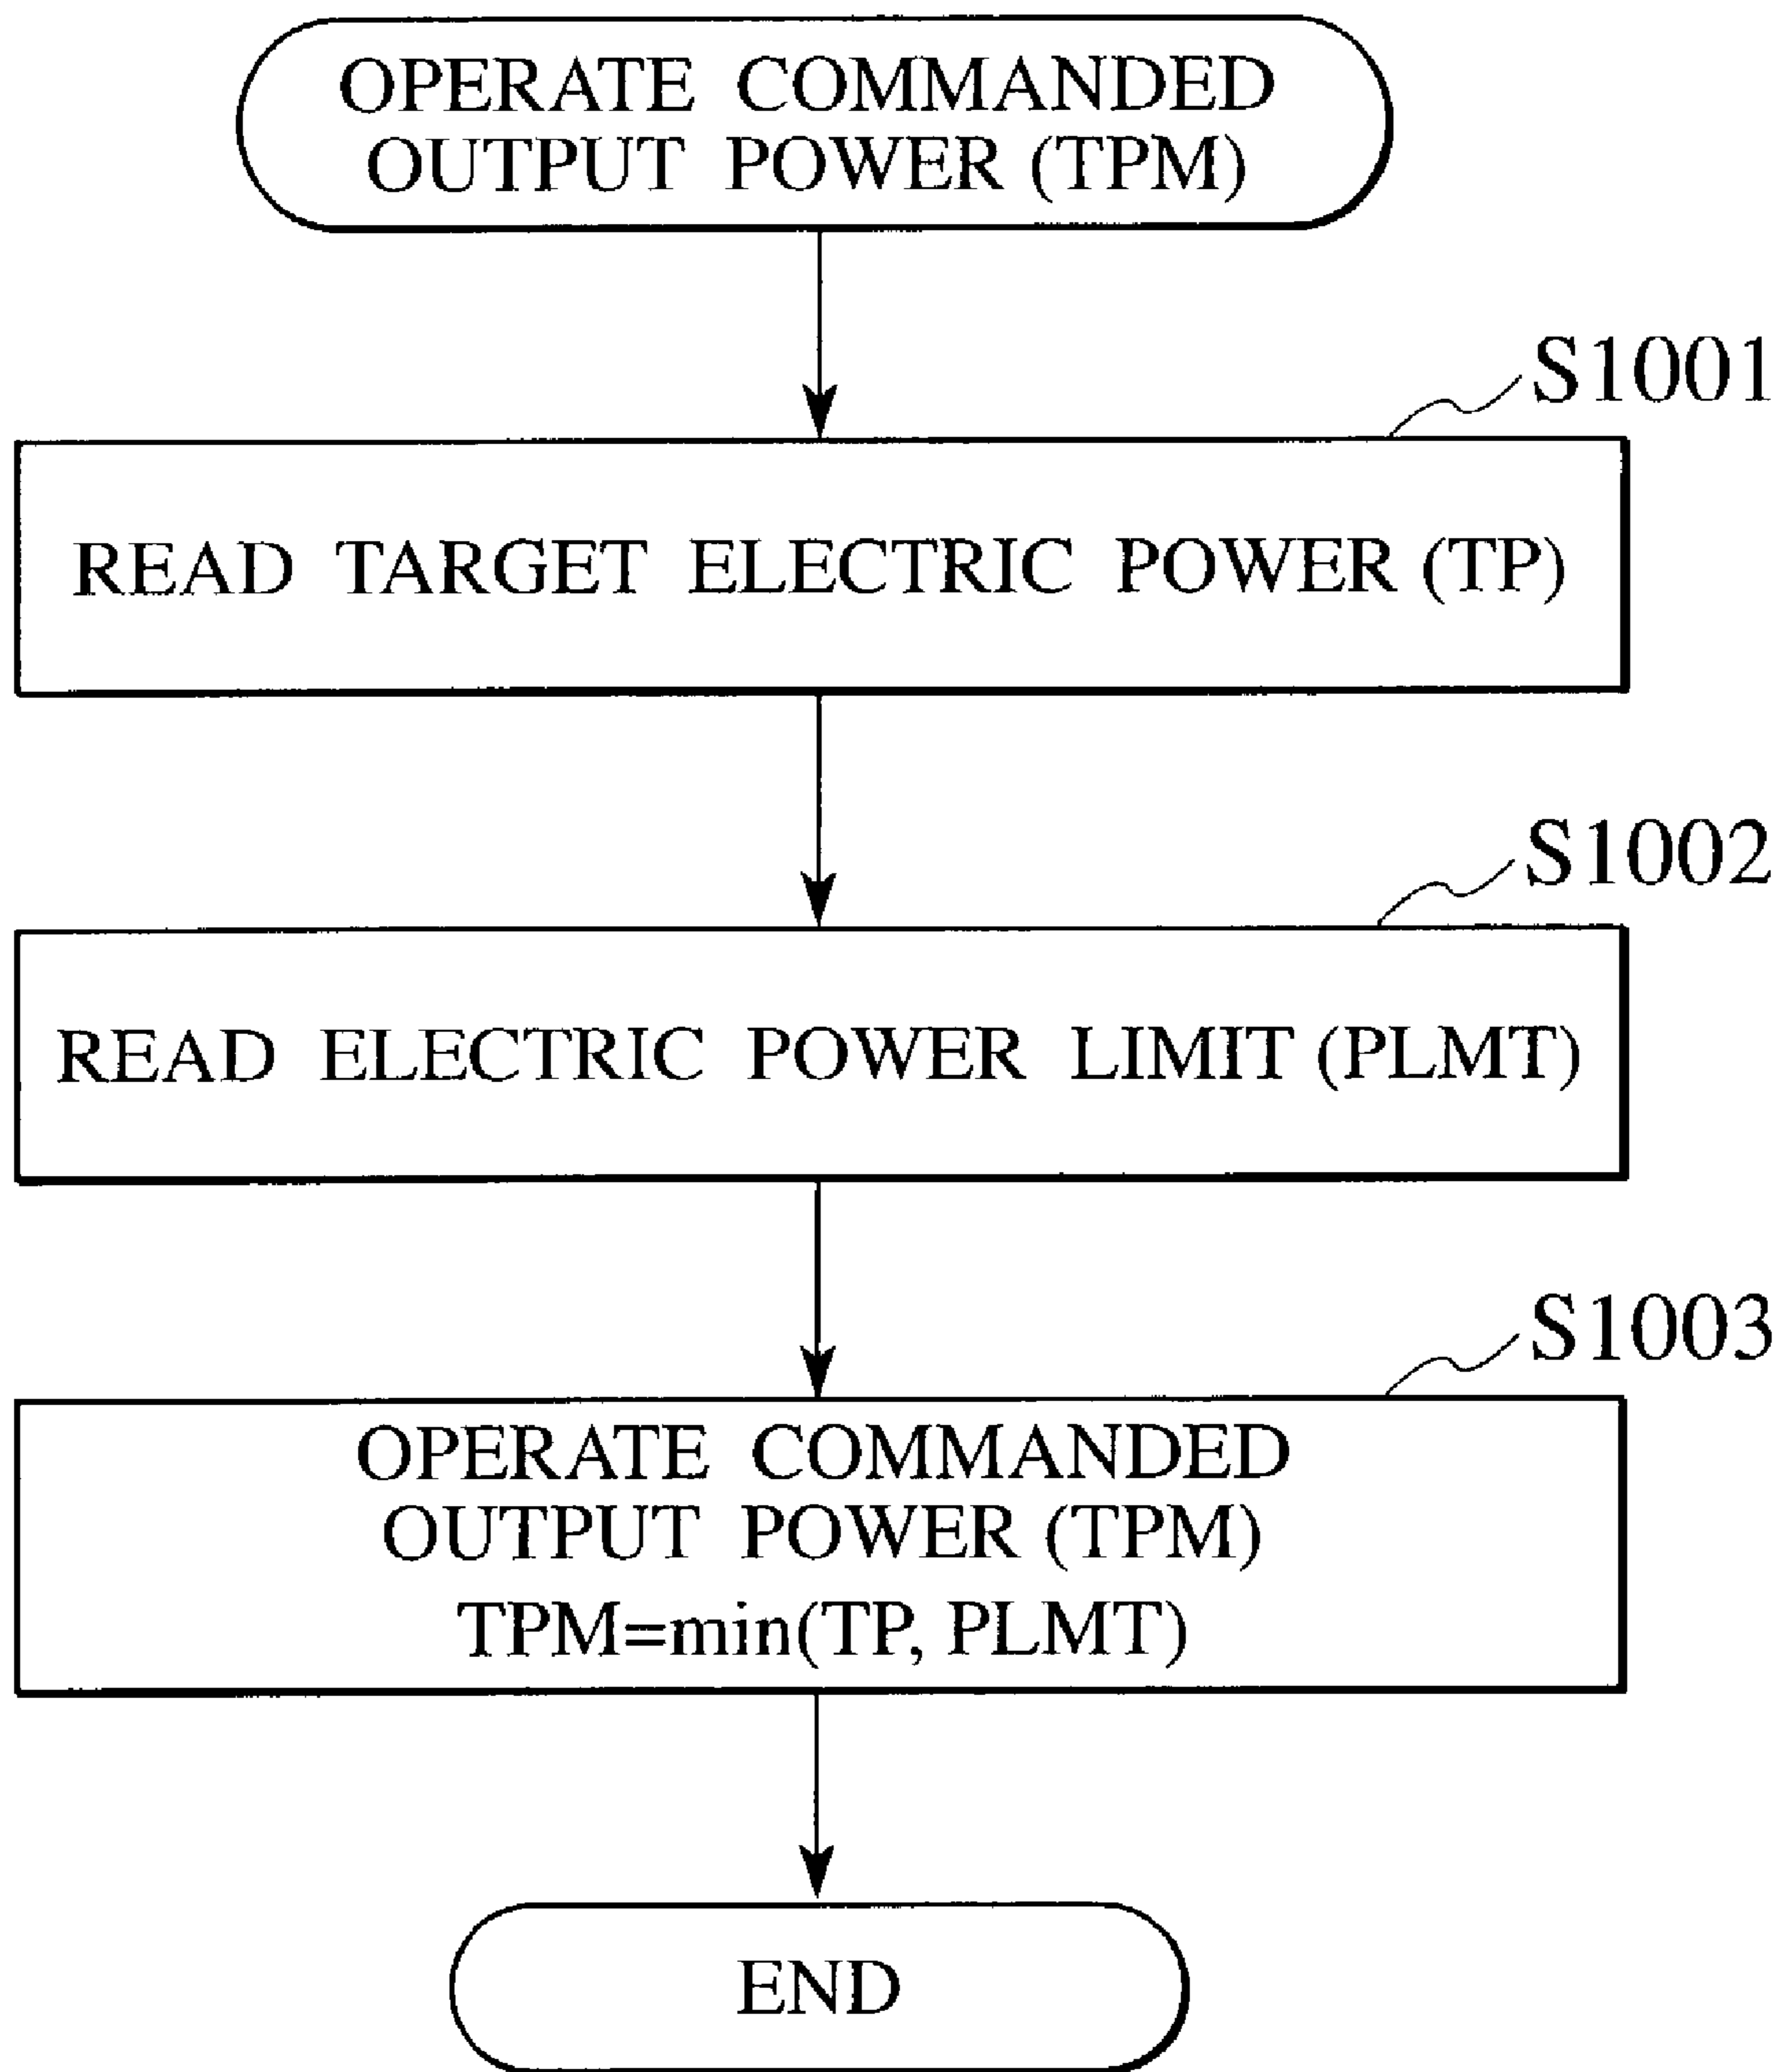 OPERATE COMMANDED
OUTPUT POWER (TPM)
S1001
READ TARGET ELECTRIC POWER (TP)
S1002
READ ELECTRIC POWER LIMIT (PLMT)
S1003
OPERATE COMMANDED
OUTPUT POWER (TPM)
TPM=min(TP, PLMT)
END